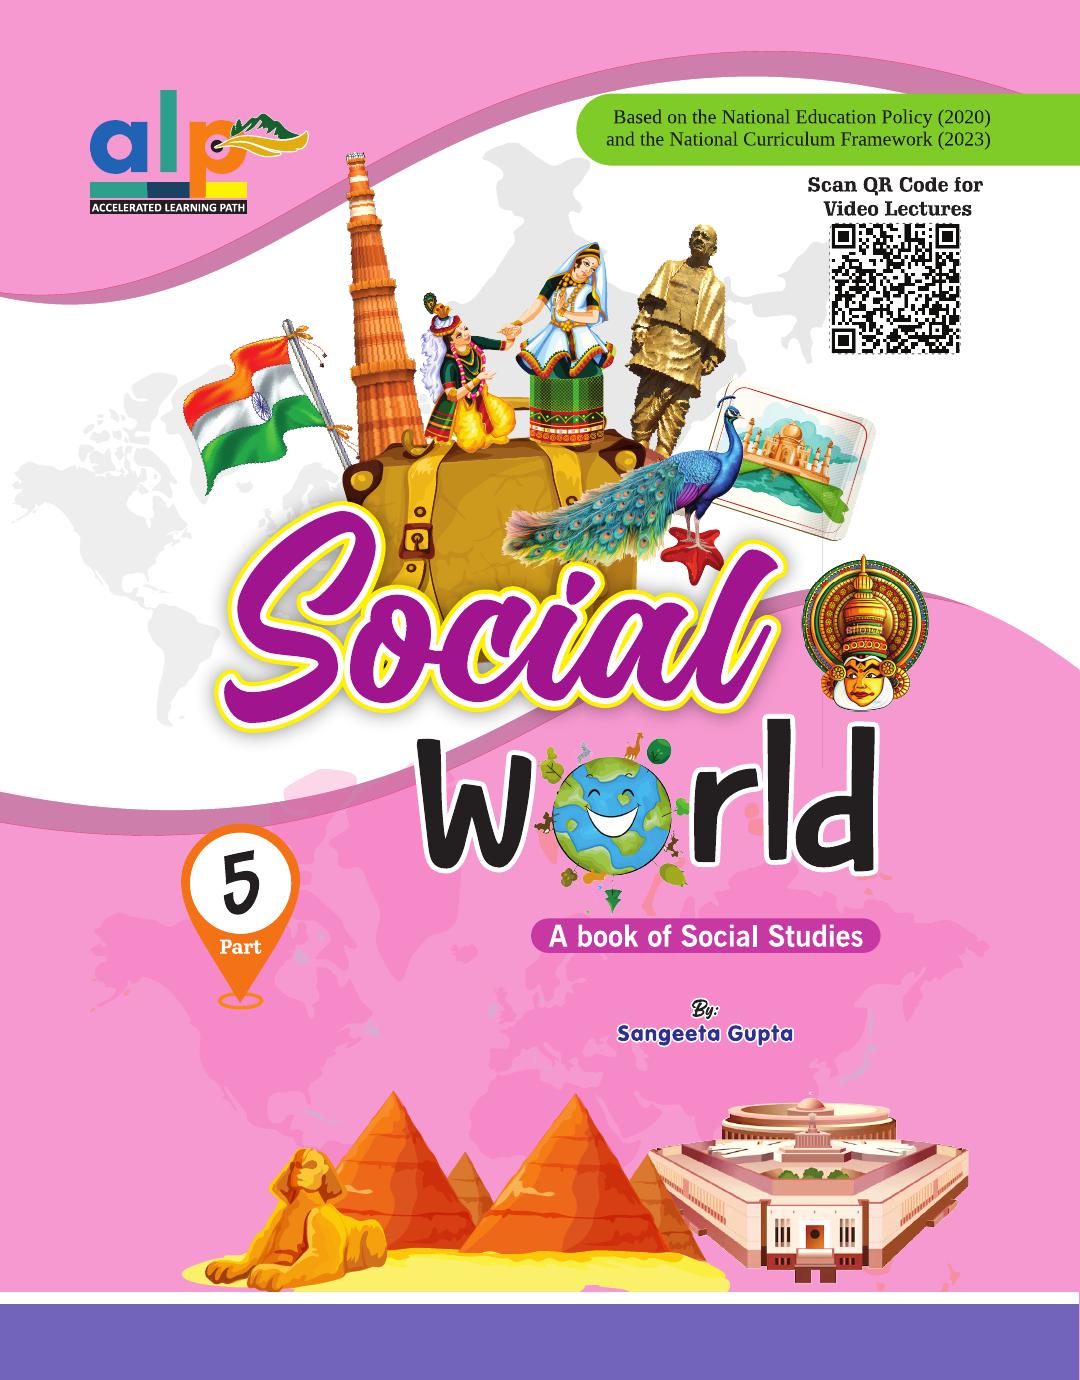 alp
ACCELERATED LEARNING PATH
Based on the National Education Policy (2020)
and the National Curriculum Framework (2023)
Scan QR Code for
Video Lectures
Social
World
A book of Social Studies
5
Part
By:
Sangeeta Gupta